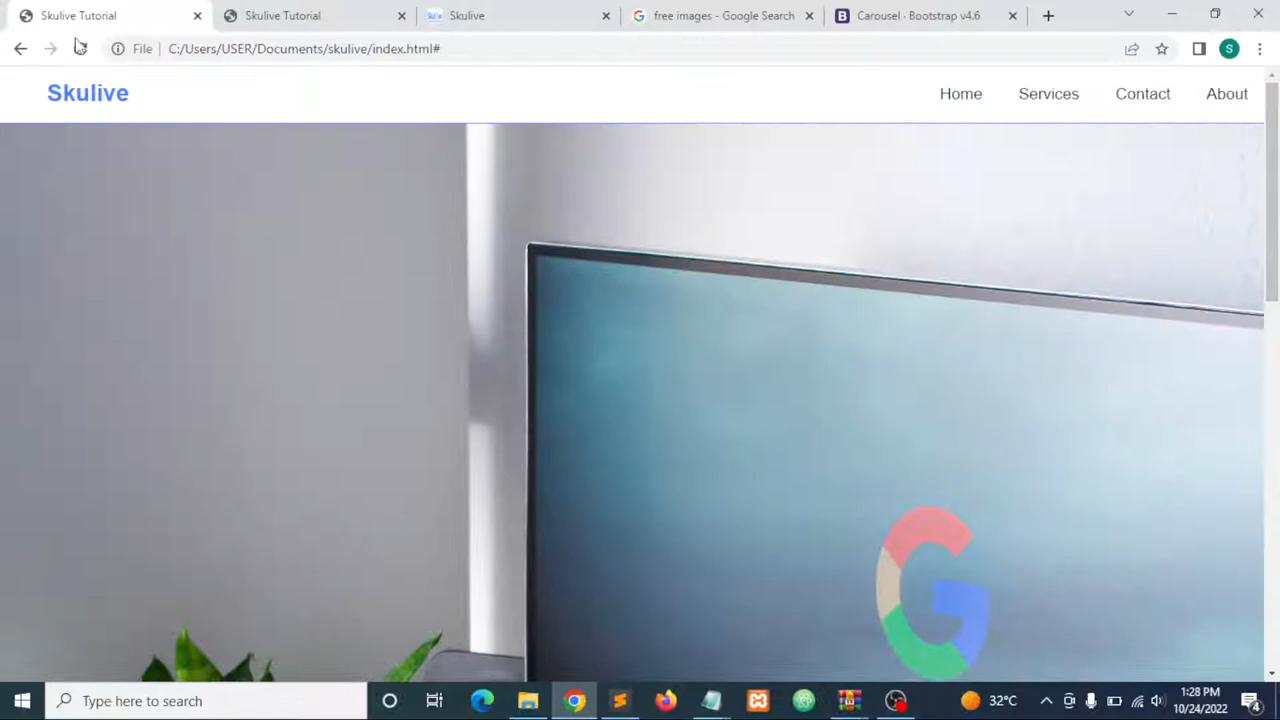 Skulive Tutorial
Skulive Tutorial
Skulive
free images - Google Search
Carousel · Bootstrap v4.6
File
C:/Users/USER/Documents/skulive/index.html#
S
Skulive
Home
Services
Contact
About
G
Type here to search
32°C
1:28 PM
10/24/2022
4